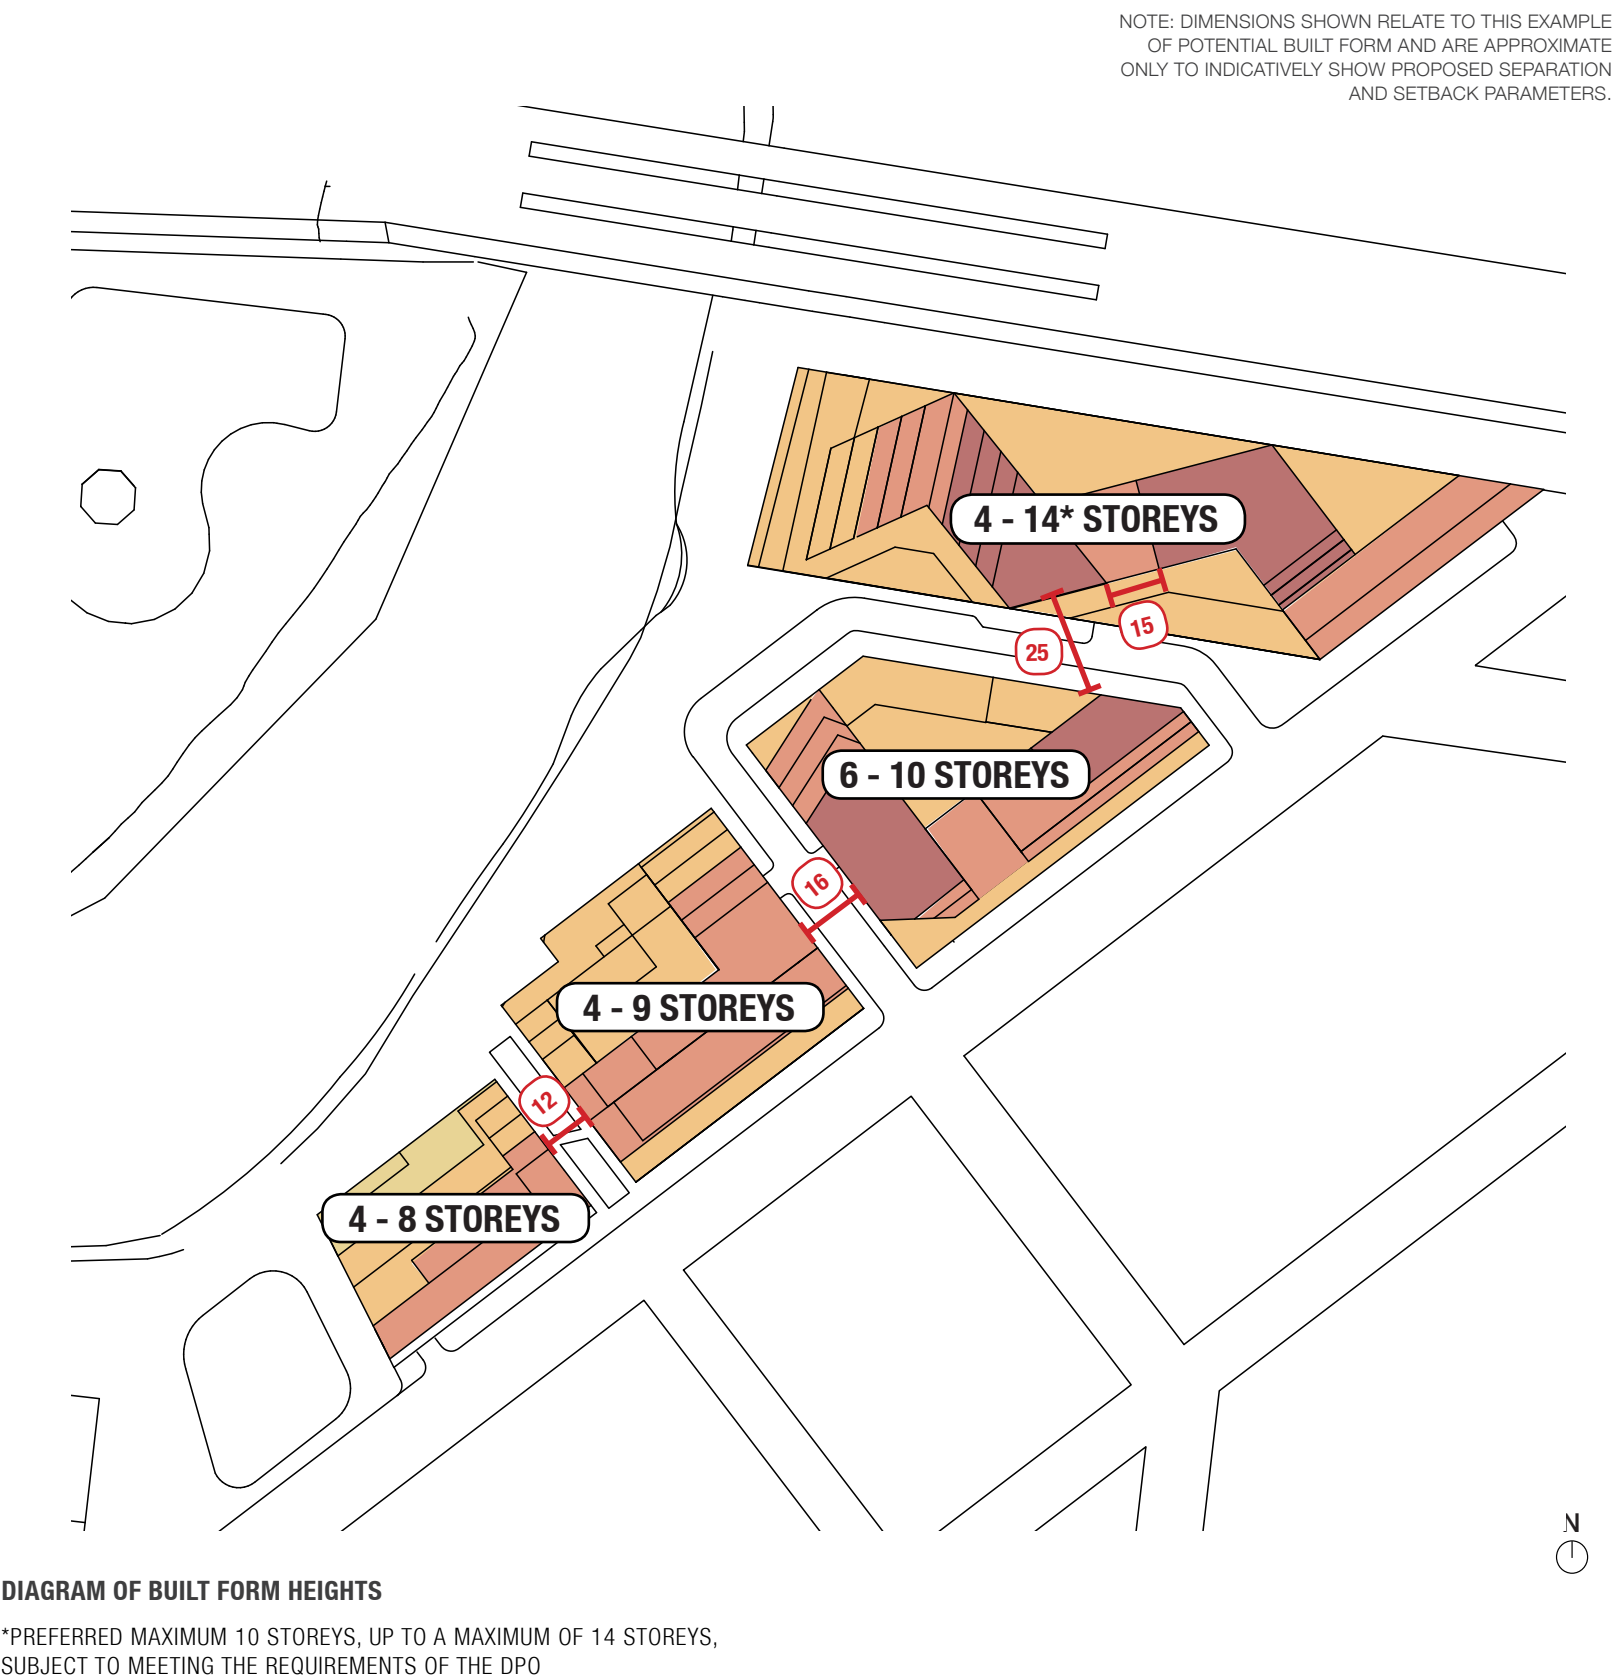 NOTE: DIMENSIONS SHOWN RELATE TO THIS EXAMPLE
OF POTENTIAL BUILT FORM AND ARE APPROXIMATE
ONLY TO INDICATIVELY SHOW PROPOSED SEPARATION
AND SETBACK PARAMETERS.
4 - 14* STOREYS
15
25
6 - 10 STOREYS
16
4 - 9 STOREYS
12
4 - 8 STOREYS
N
DIAGRAM OF BUILT FORM HEIGHTS
*PREFERRED MAXIMUM 10 STOREYS, UP TO A MAXIMUM OF 14 STOREYS,
SUBJECT TO MEETING THE REQUIREMENTS OF THE DPO